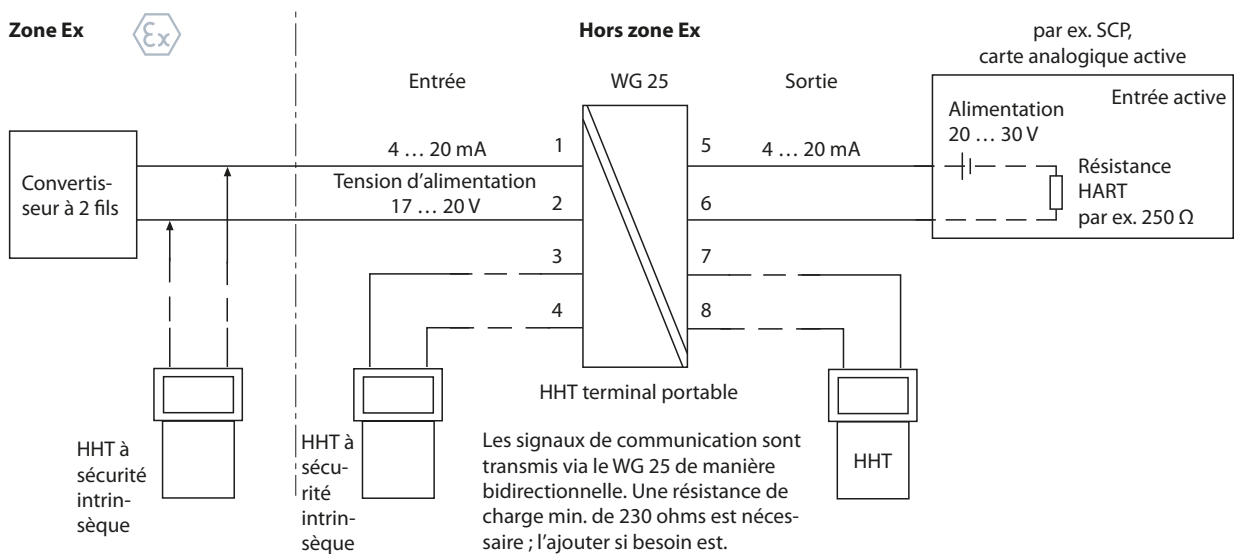 Zone Ex
Ex
Hors zone Ex
par ex. SCP,
carte analogique active
Entrée
WG 25
Sortie
Entrée active
Alimentation
20 … 30 V
Convertis-
seur à 2 fils
4 … 20 mA
1
5
4 … 20 mA
Tension d'alimentation
17 … 20 V
2
6
Résistance
HART
par ex. 250 Ω
3
7
4
8
HHT terminal portable
HHT à
sécurité
intrin-
sèque
HHT à
sécu-
rité
intrin-
sèque
Les signaux de communication sont
transmis via le WG 25 de manière
bidirectionnelle. Une résistance de
charge min. de 230 ohms est néces-
saire ; l'ajouter si besoin est.
HHT